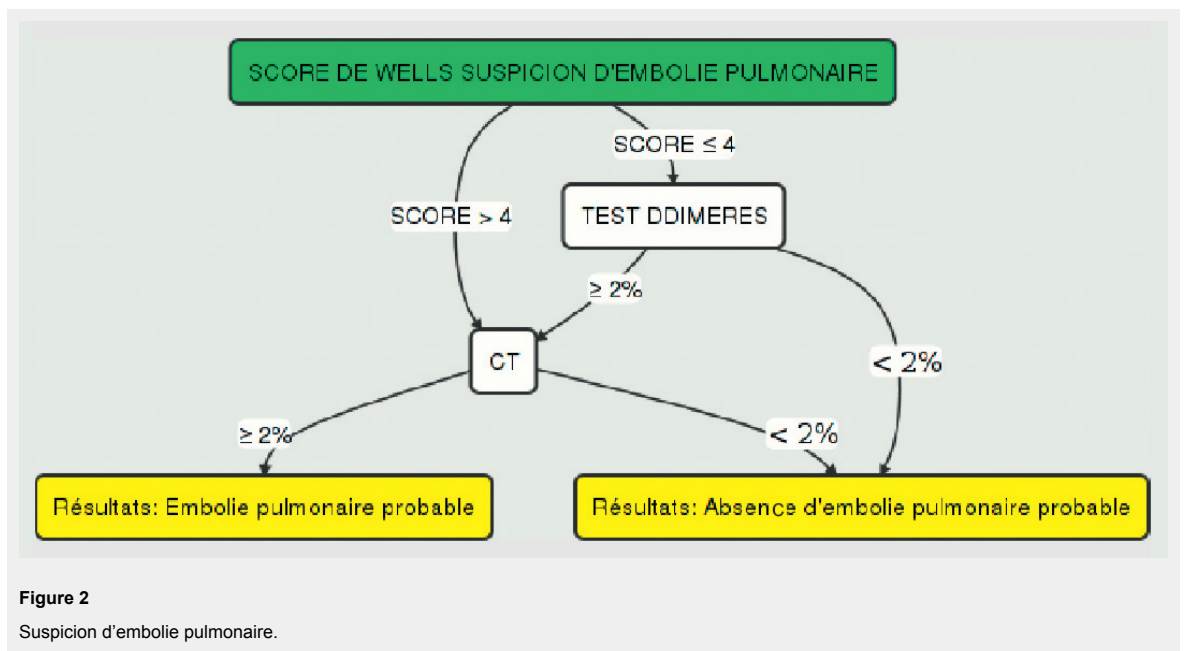 SCORE DE WELLS SUSPICION D'EMBOLIE PULMONAIRE
SCORE ≤ 4
SCORE > 4
TEST DDIMERES
≥ 2%
CT
< 2%
≥ 2%
< 2%
Résultats: Embolie pulmonaire probable
Résultats: Absence d'embolie pulmonaire probable
Figure 2
Suspicion d'embolie pulmonaire.